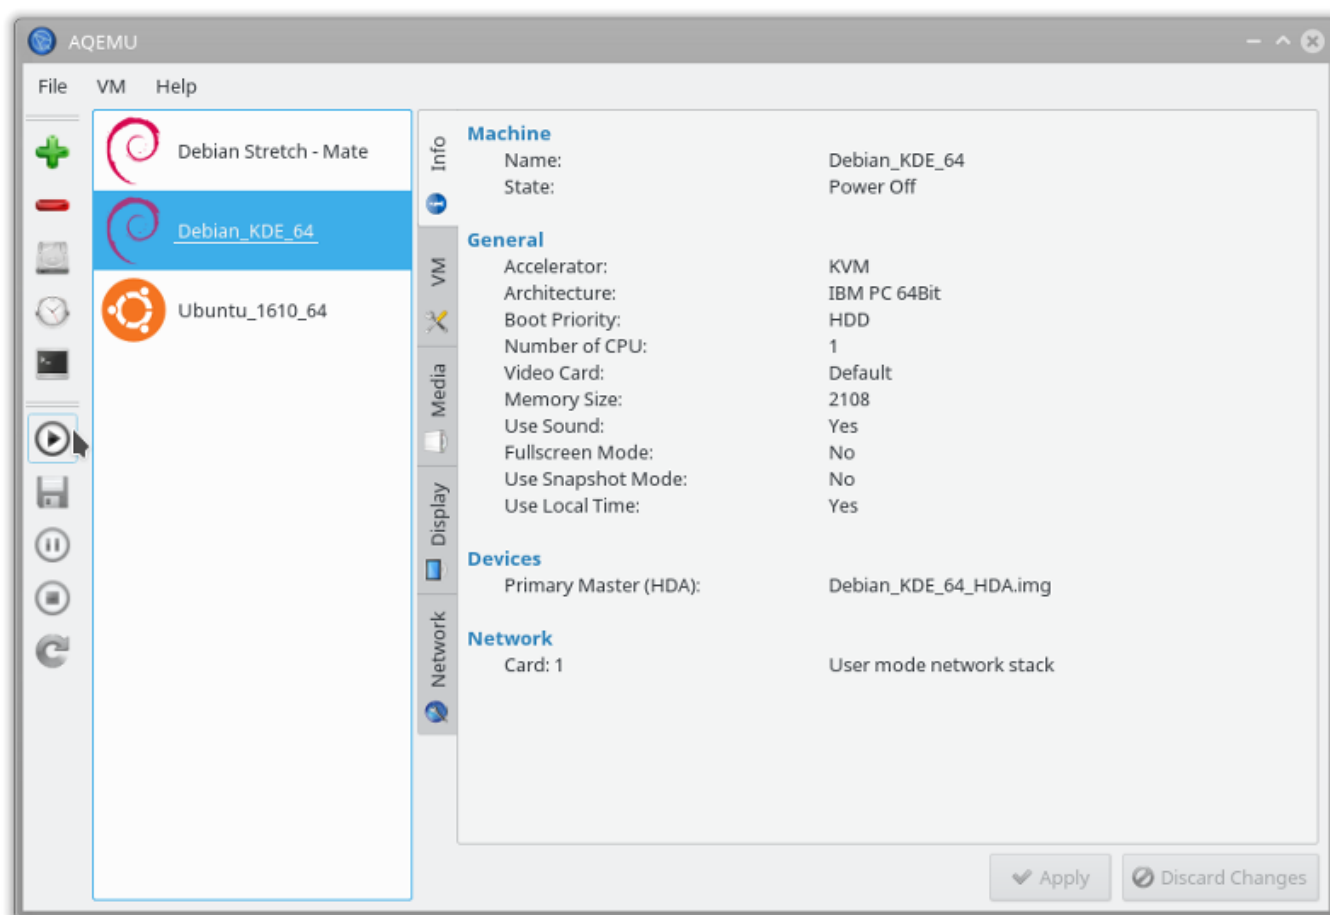 AQEMU
File VM Help
Debian Stretch - Mate
Debian_KDE_64
Ubuntu_1610_64
Info
VM
Media
Display
Network
Machine
Name: Debian_KDE_64
State: Power Off
General
Accelerator: KVM
Architecture: IBM PC 64Bit
Boot Priority: HDD
Number of CPU: 1
Video Card: Default
Memory Size: 2108
Use Sound: Yes
Fullscreen Mode: No
Use Snapshot Mode: No
Use Local Time: Yes
Devices
Primary Master (HDA): Debian_KDE_64_HDA.img
Network
Card: 1 User mode network stack
Apply Discard Changes